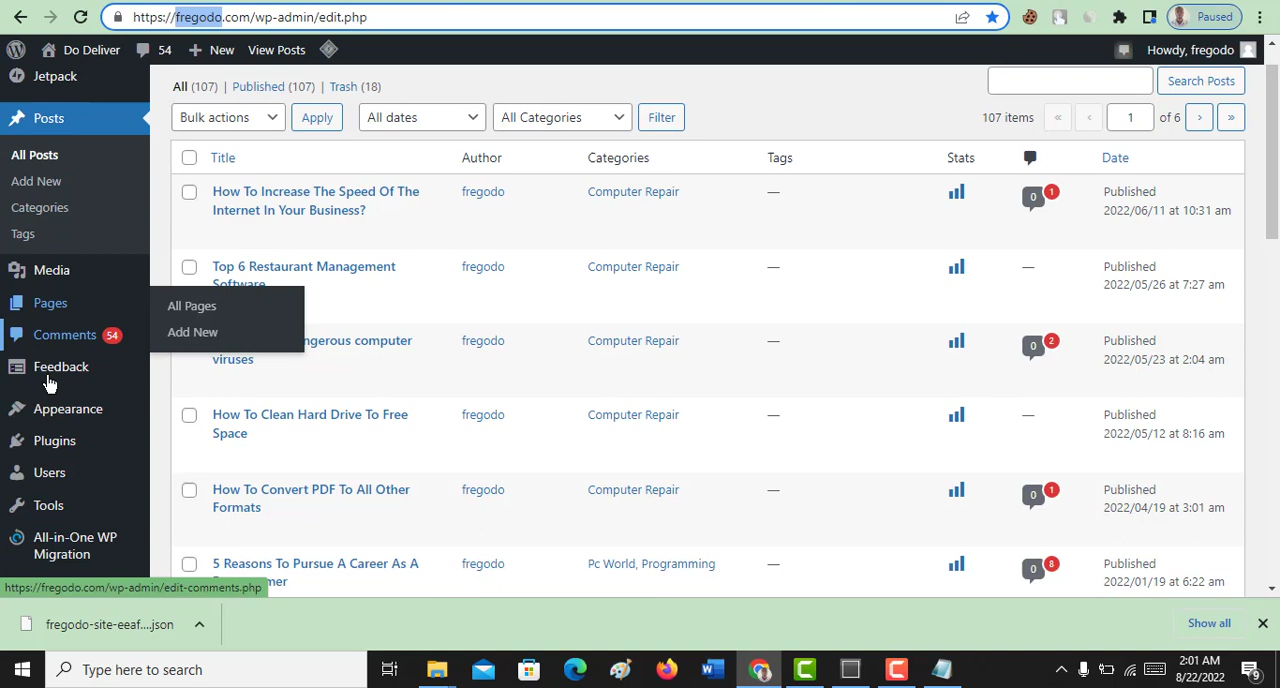 https://fregodo.com/wp-admin/edit.php
Paused
Do Deliver
54
New
View Posts
Howdy, fregodo
Jetpack
Posts
All Posts
Add New
Categories
Tags
Media
Pages
Comments 54
Feedback
Appearance
Plugins
Users
Tools
All-in-One WP
Migration
All Pages
Add New
All (107)
Published (107)
Trash (18)
Search Posts
Bulk actions
Apply
All dates
All Categories
Filter
107 items
«
‹
1
of 6
›
»
Title
Author
Categories
Tags
Stats
Date
How To Increase The Speed Of The
Internet In Your Business?
fregodo
Computer Repair
—
0
1
Published
2022/06/11 at 10:31 am
Top 6 Restaurant Management
Software
fregodo
Computer Repair
—
—
Published
2022/05/26 at 7:27 am
ngerous computer
viruses
fregodo
Computer Repair
—
0
2
Published
2022/05/23 at 2:04 am
How To Clean Hard Drive To Free
Space
fregodo
Computer Repair
—
—
Published
2022/05/12 at 8:16 am
How To Convert PDF To All Other
Formats
fregodo
Computer Repair
—
0
1
Published
2022/04/19 at 3:01 am
5 Reasons To Pursue A Career As A
mer
fregodo
Pc World, Programming
—
0
8
Published
2022/01/19 at 6:22 am
https://fregodo.com/wp-admin/edit-comments.php
fregodo-site-eeaf....json
Show all
Type here to search
2:01 AM
8/22/2022
9